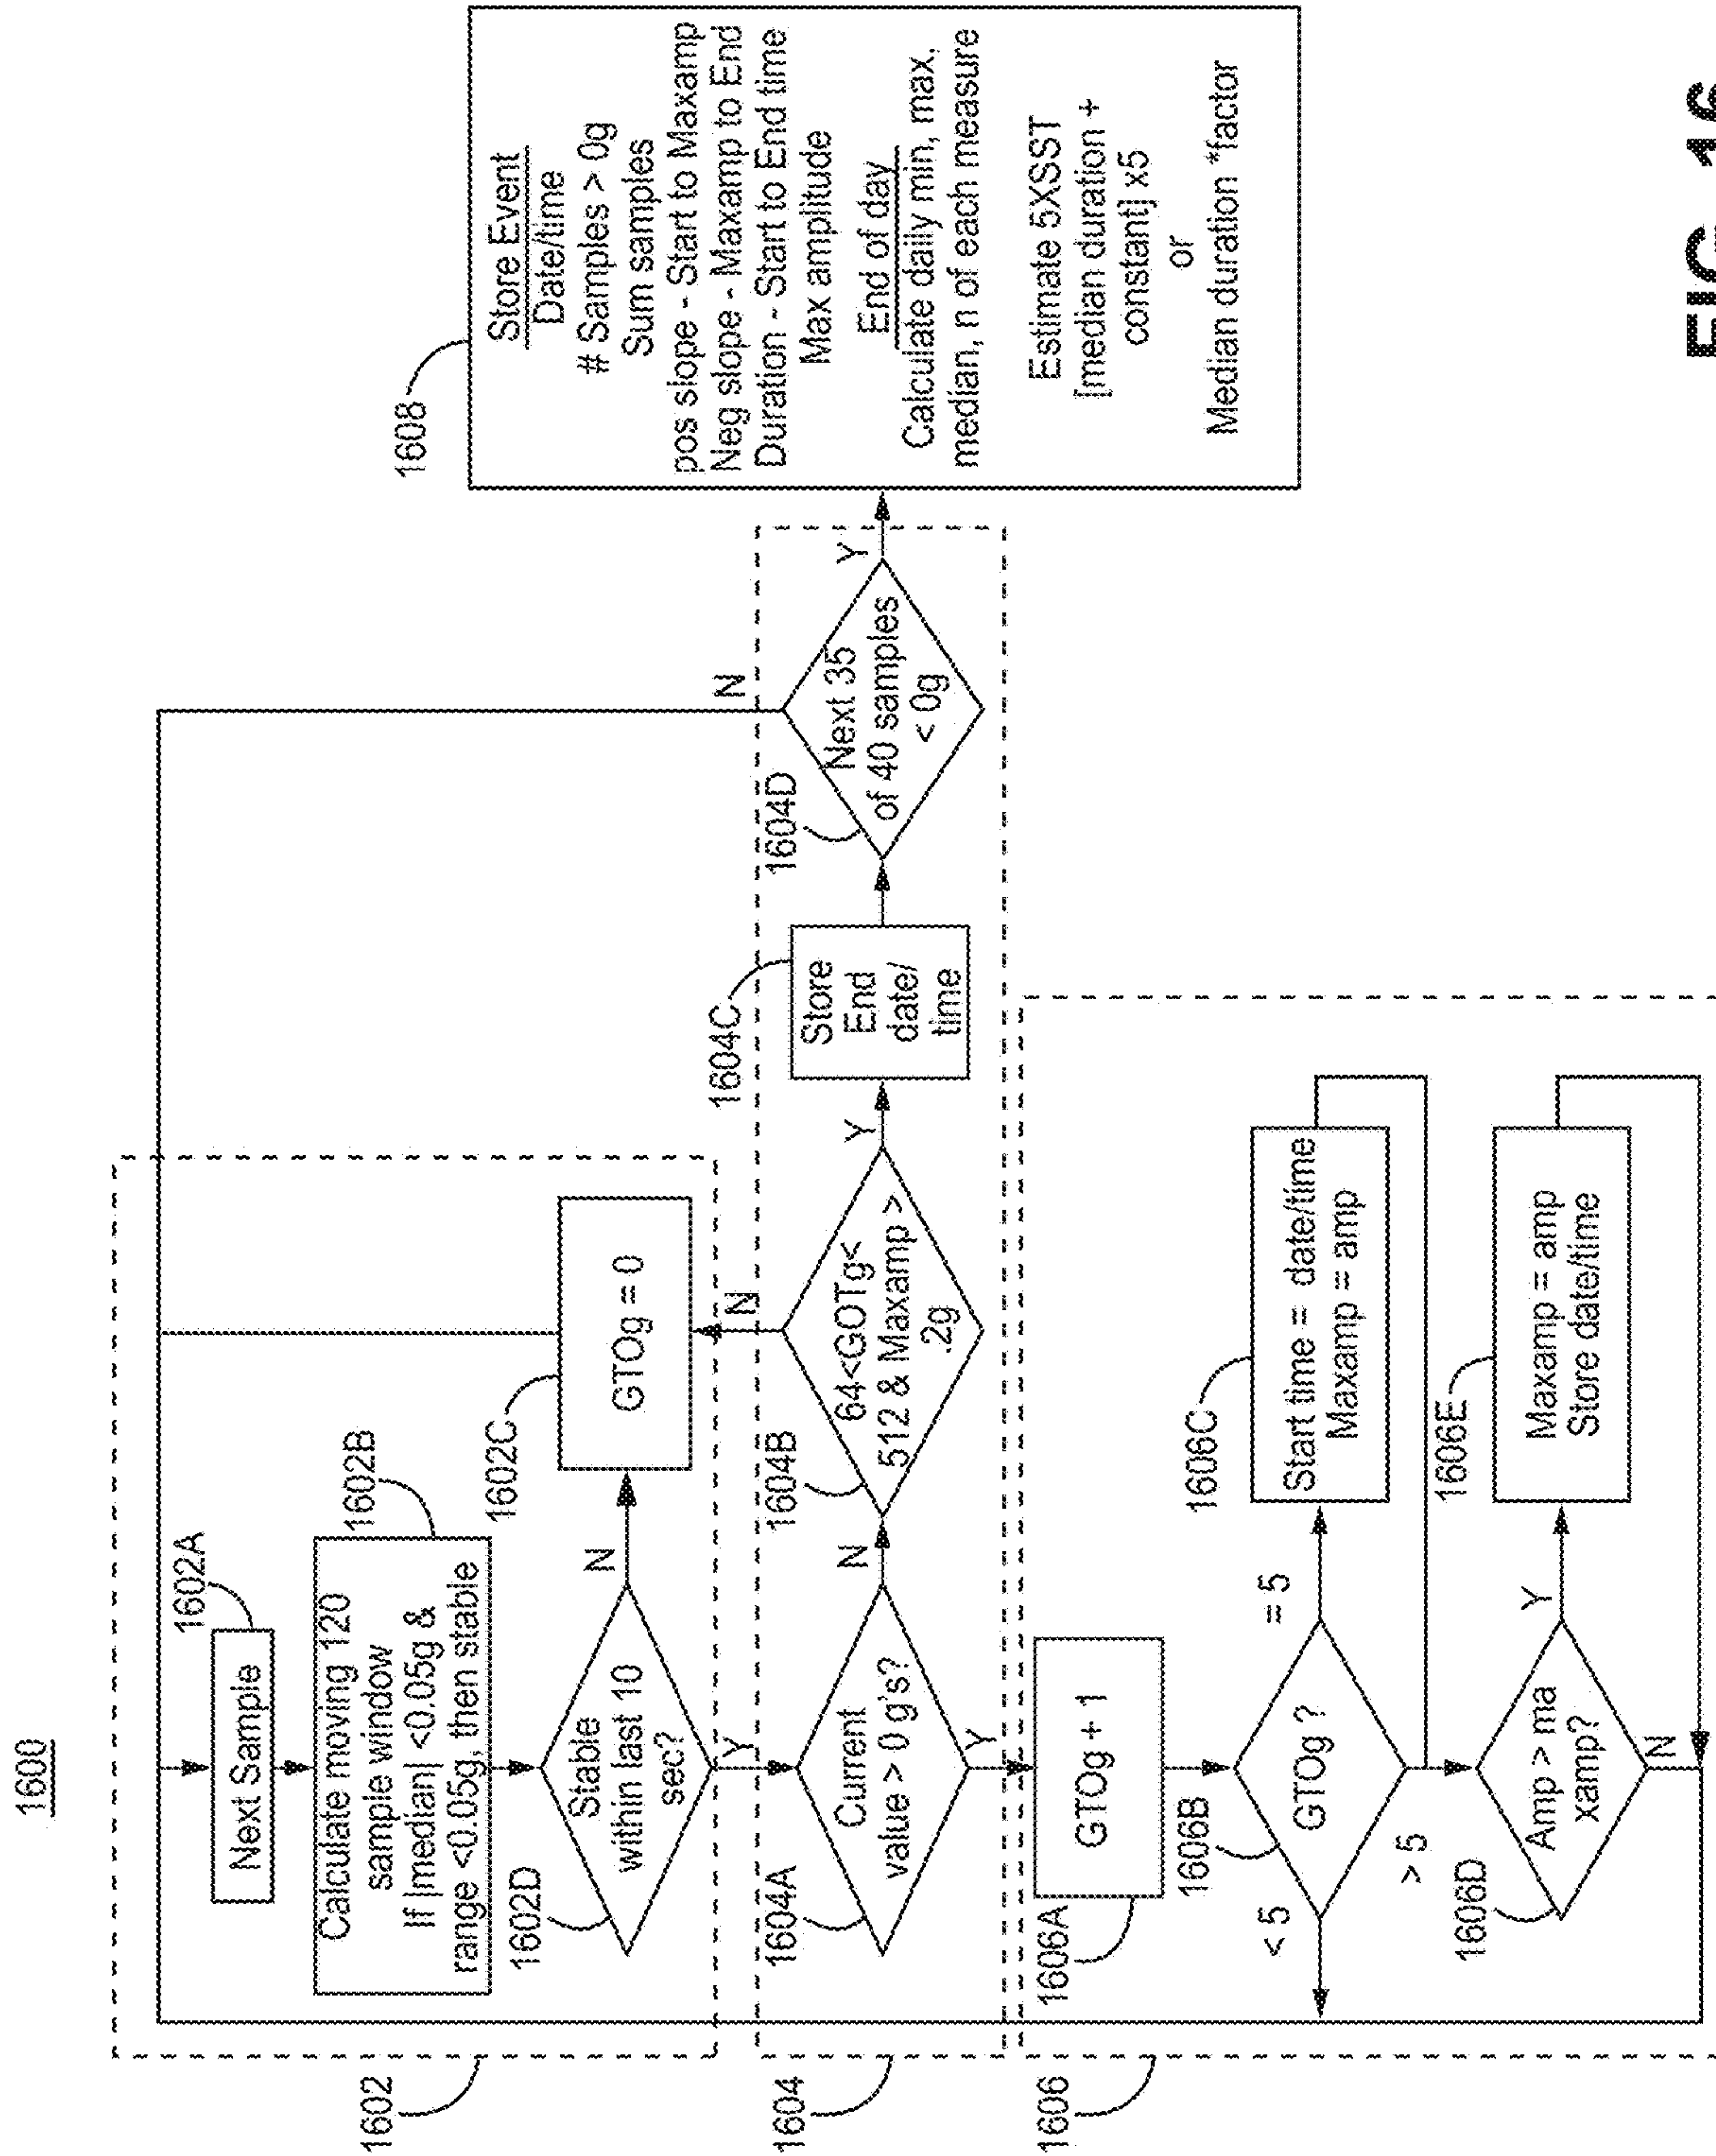 1600
1602
1602A
Next Sample
1602B
Calculate moving 120
sample window
If |median| <0.05g &
range <0.05g, then stable
1602D
Stable
within last 10
sec?
N
Y
1602C
GTOg = 0
1604
1604A
Current
value > 0 g's?
N
Y
1604B
64<GOTg<
512 & Maxamp >
.2g
N
Y
1604C
Store
End
date/
time
1604D
Next 35
of 40 samples
< 0g
N
Y
1606
1606A
GTOg + 1
1606B
GTOg ?
< 5
= 5
> 5
1606C
Start time = date/time
Maxamp = amp
1606D
Amp > ma
xamp?
Y
N
1606E
Maxamp = amp
Store date/time
1608
Store Event
Date/time
# Samples > 0g
Sum samples
pos slope - Start to Maxamp
Neg slope - Maxamp to End
Duration - Start to End time
Max amplitude
End of day
Calculate daily min, max,
median, n of each measure
Estimate 5XSST
[median duration +
constant] x5
or
Median duration *factor
FIG. 16